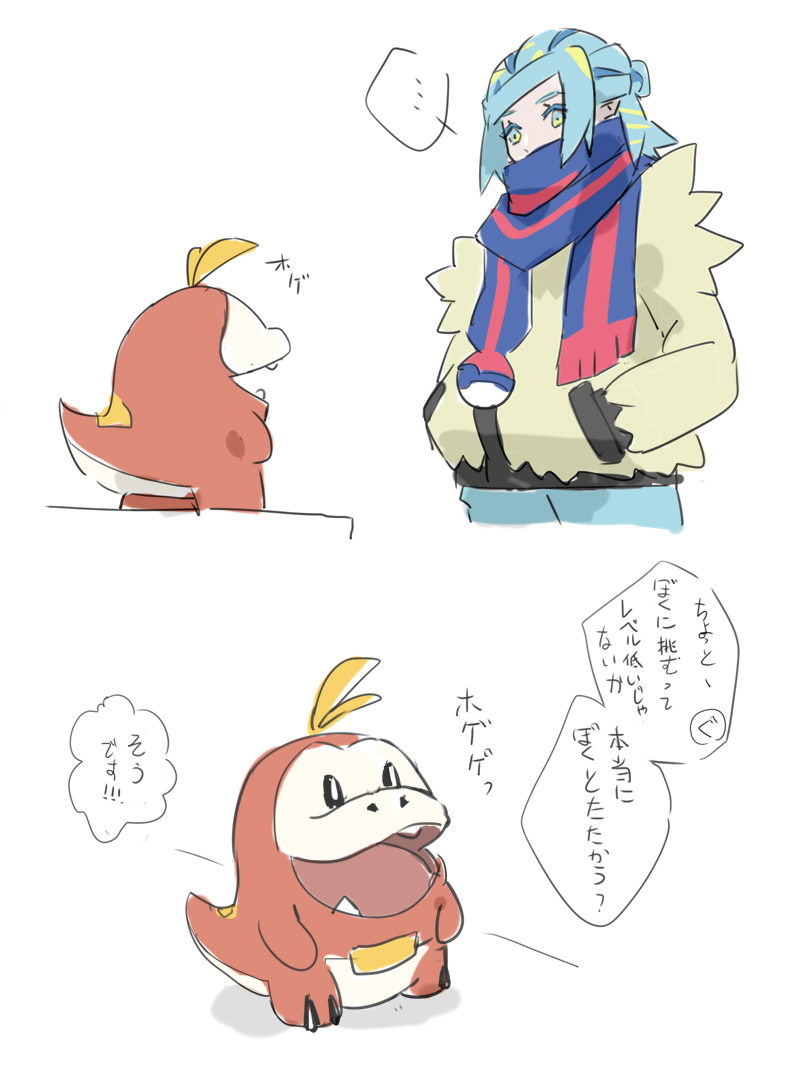 …
ホゲ
ちょっと、
ぼくに挑むって
レベル低いじゃ
ないか
ぐ
本当に
ぼくとたたかう?
ホゲゲっ
そう
です!!!